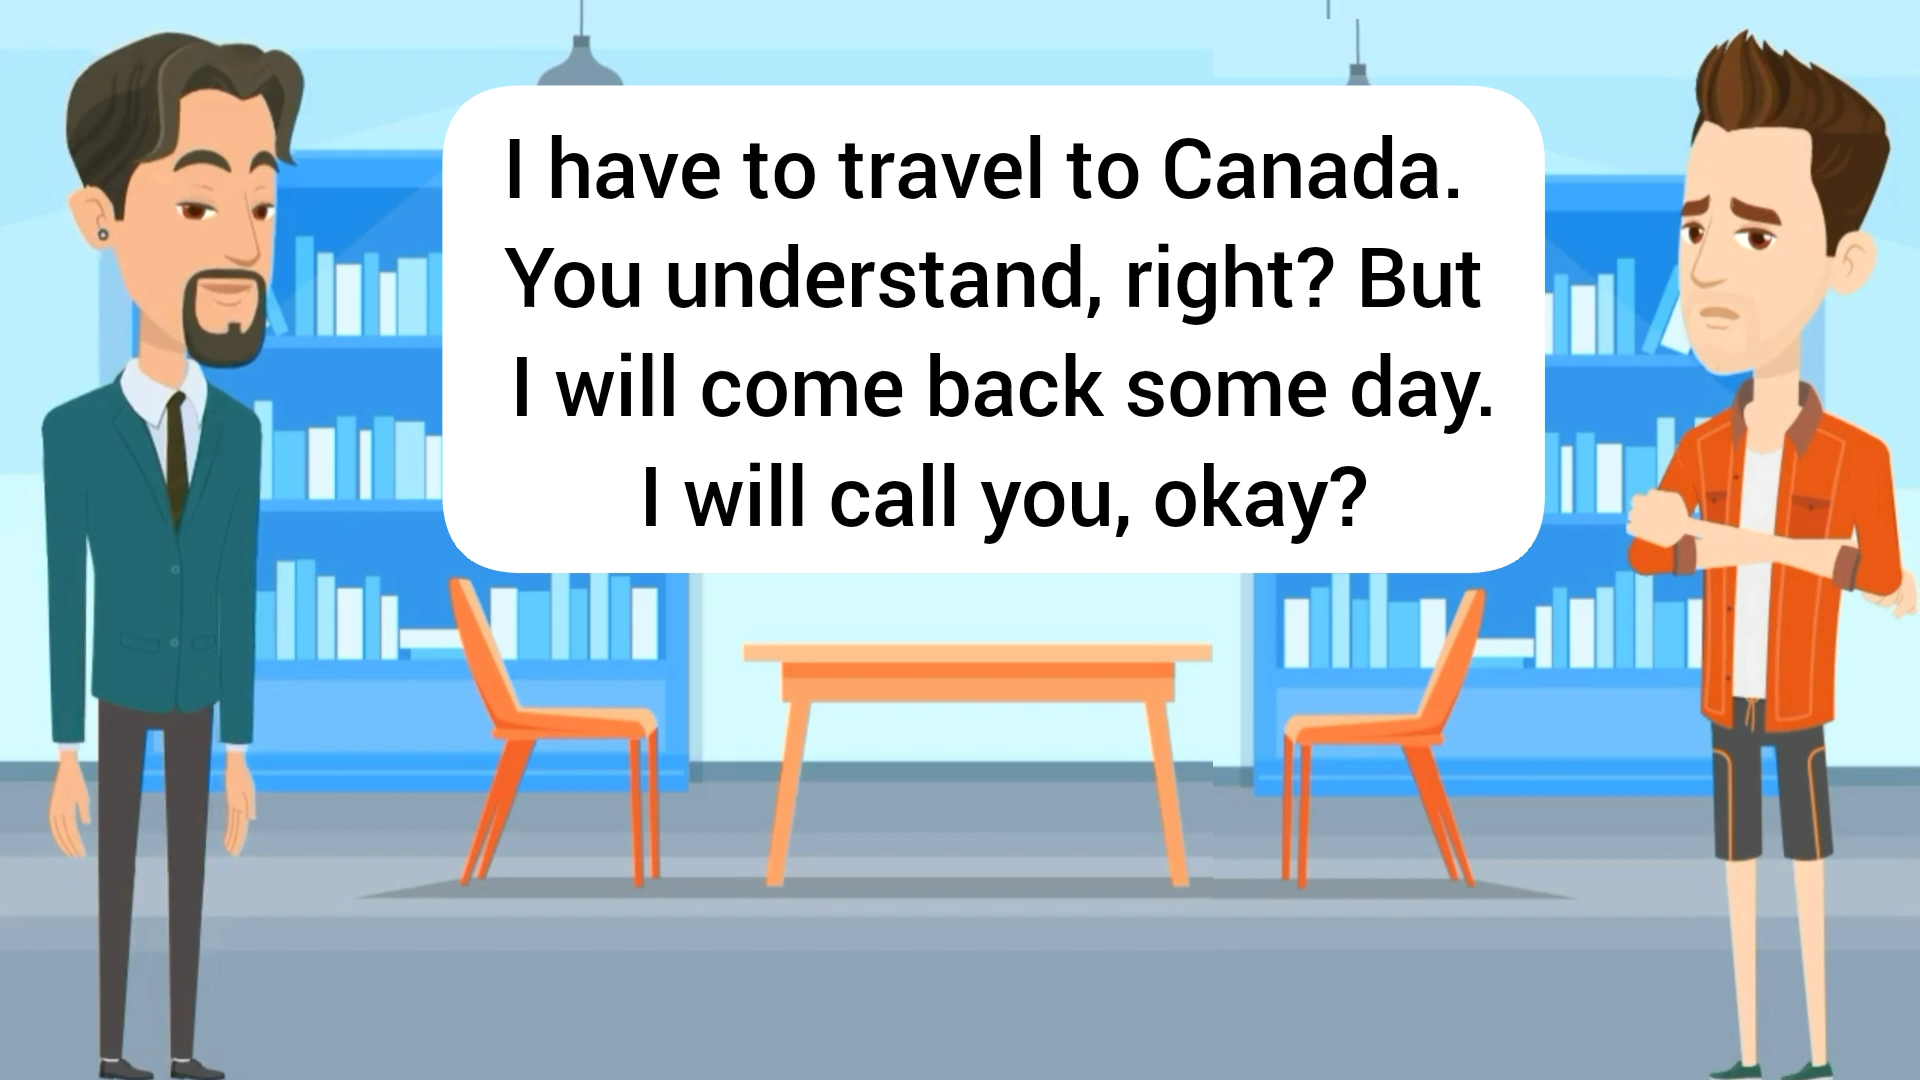 I have to travel to Canada.
You understand, right? But
I will come back some day.
I will call you, okay?